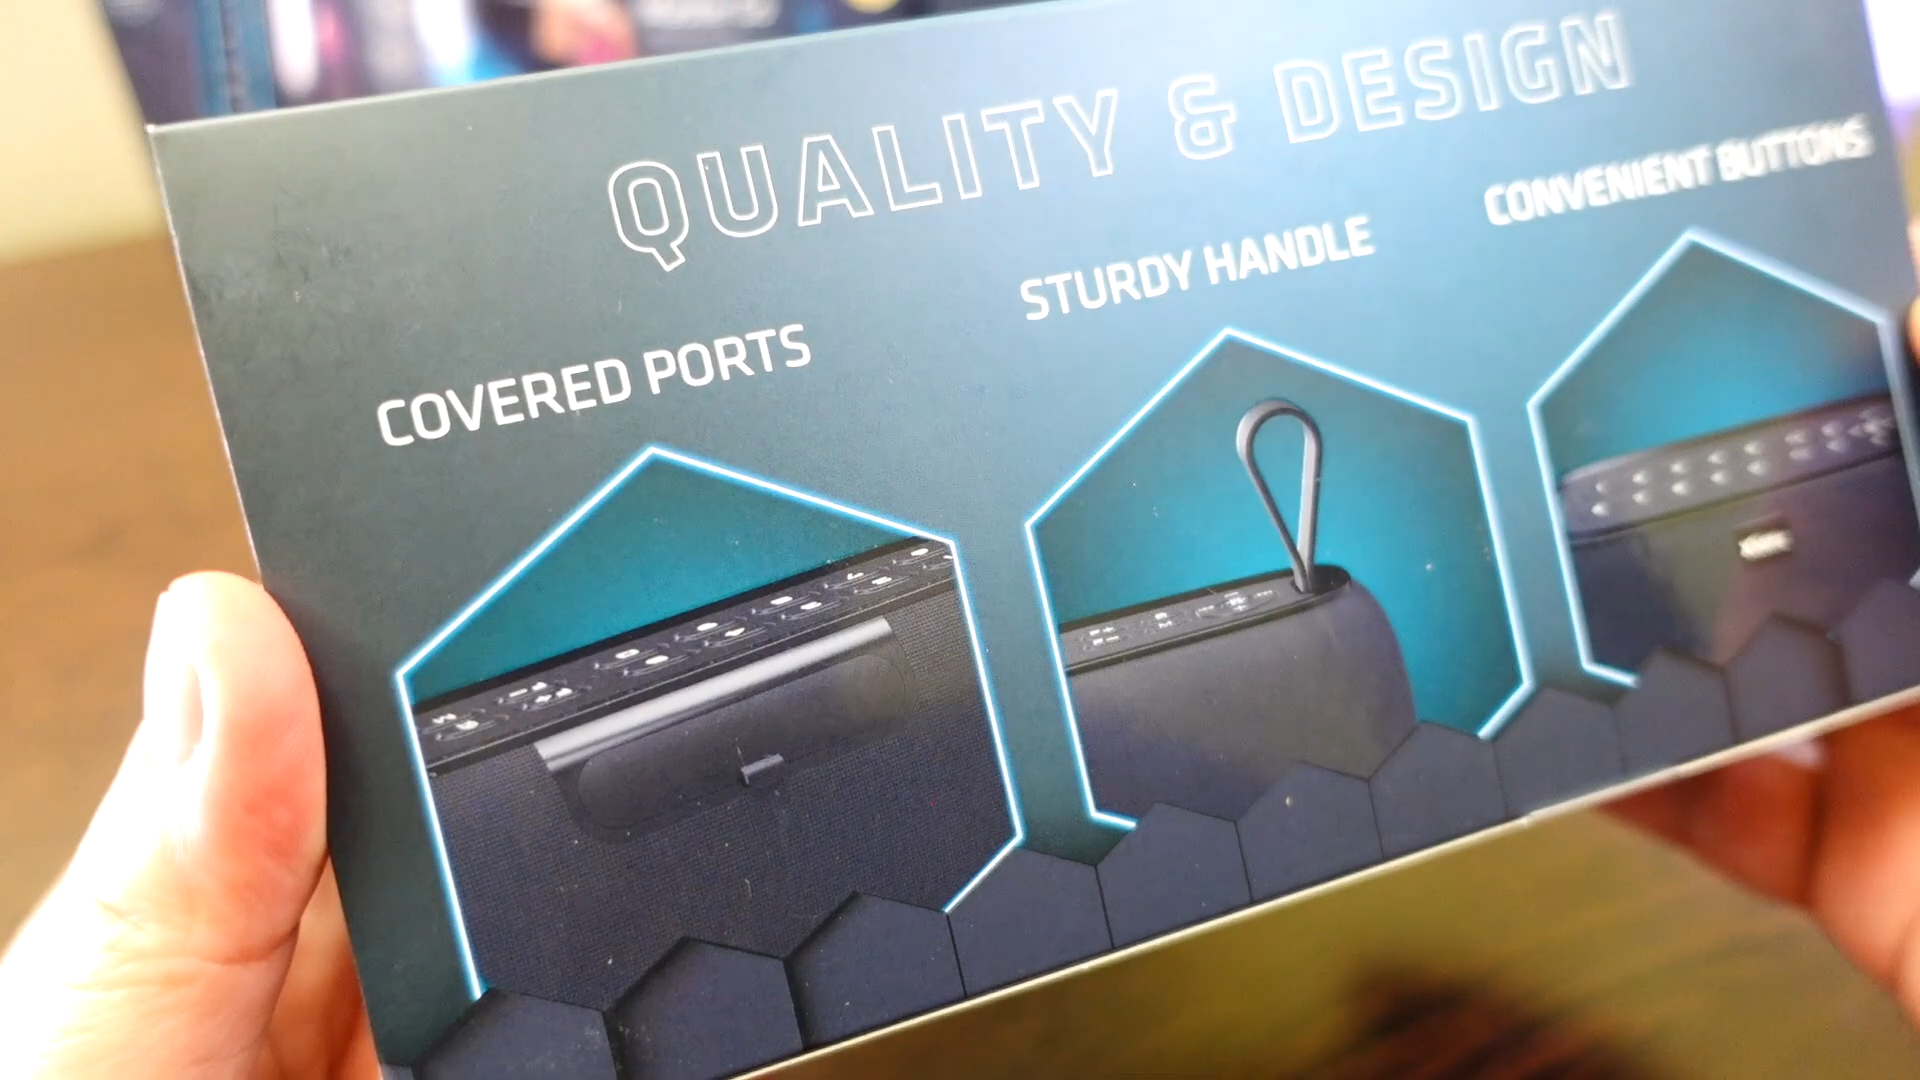 QUALITY & DESIGN
COVERED PORTS
STURDY HANDLE
CONVENIENT BUTTONS